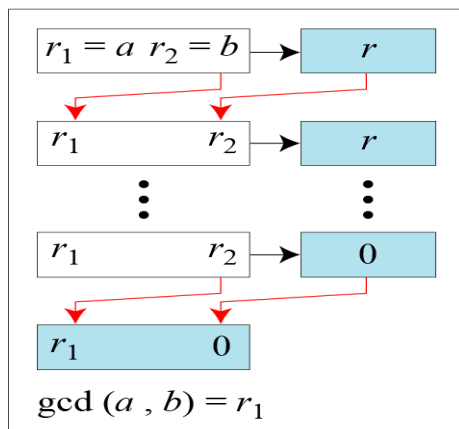 r₁ = a r₂ = b r
r₁ r₂ r
r₁ r₂ 0
r₁ 0
gcd (a , b) = r₁